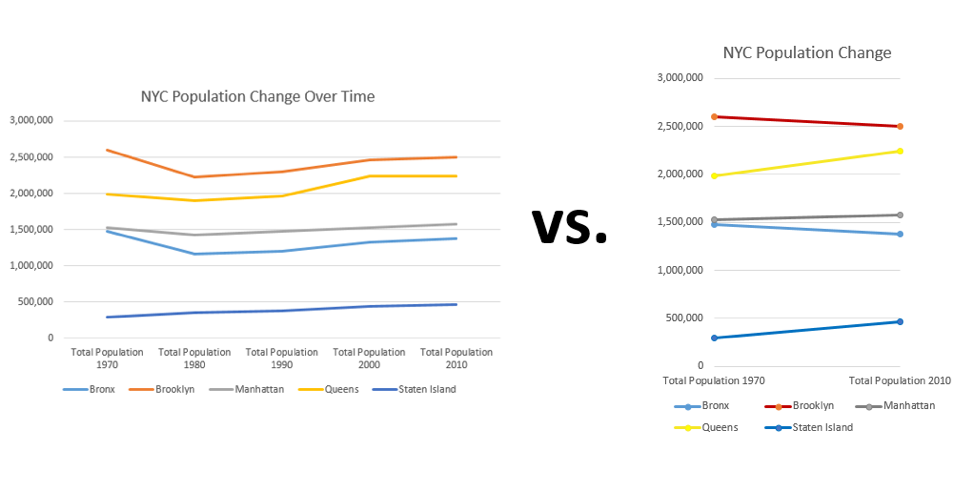 NYC Population Change Over Time
3,000,000
2,500,000
2,000,000
1,500,000
1,000,000
500,000
0
Total Population 1970
Total Population 1980
Total Population 1990
Total Population 2000
Total Population 2010
Bronx Brooklyn Manhattan Queens Staten Island
vs.
NYC Population Change
3,000,000
2,500,000
2,000,000
1,500,000
1,000,000
500,000
0
Total Population 1970 Total Population 2010
Bronx Brooklyn Manhattan
Queens Staten Island